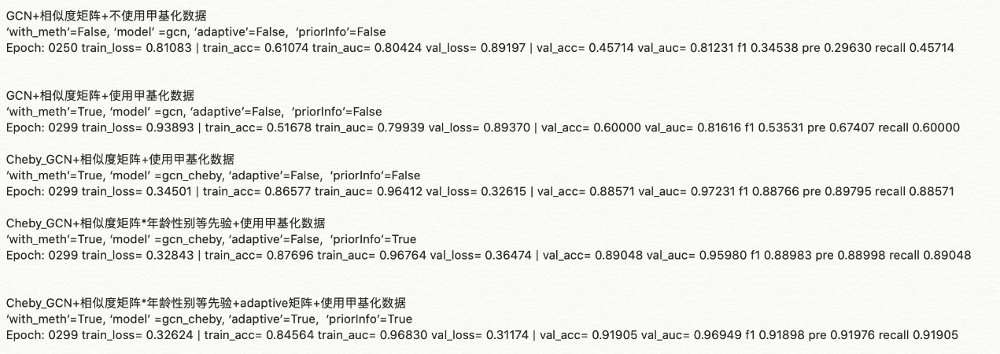 GCN+相似度矩阵+不使用甲基化数据
‘with_meth’=False, ‘model’ =gcn, ‘adaptive’=False,  ‘priorInfo’=False
Epoch: 0250 train_loss= 0.81083 | train_acc= 0.61074 train_auc= 0.80424 val_loss= 0.89197 | val_acc= 0.45714 val_auc= 0.81231 f1 0.34538 pre 0.29630 recall 0.45714
GCN+相似度矩阵+使用甲基化数据
‘with_meth’=True, ‘model’ =gcn, ‘adaptive’=False,  ‘priorInfo’=False
Epoch: 0299 train_loss= 0.93893 | train_acc= 0.51678 train_auc= 0.79939 val_loss= 0.89370 | val_acc= 0.60000 val_auc= 0.81616 f1 0.53531 pre 0.67407 recall 0.60000
Cheby_GCN+相似度矩阵+使用甲基化数据
‘with_meth’=True, ‘model’ =gcn_cheby, ‘adaptive’=False,  ‘priorInfo’=False
Epoch: 0299 train_loss= 0.34501 | train_acc= 0.86577 train_auc= 0.96412 val_loss= 0.32615 | val_acc= 0.88571 val_auc= 0.97231 f1 0.88766 pre 0.89795 recall 0.88571
Cheby_GCN+相似度矩阵*年龄性别等先验+使用甲基化数据
‘with_meth’=True, ‘model’ =gcn_cheby, ‘adaptive’=False,  ‘priorInfo’=True
Epoch: 0299 train_loss= 0.32843 | train_acc= 0.87696 train_auc= 0.96764 val_loss= 0.36474 | val_acc= 0.89048 val_auc= 0.95980 f1 0.88983 pre 0.88998 recall 0.89048
Cheby_GCN+相似度矩阵*年龄性别等先验+adaptive矩阵+使用甲基化数据
‘with_meth’=True, ‘model’ =gcn_cheby, ‘adaptive’=True,  ‘priorInfo’=True
Epoch: 0299 train_loss= 0.32624 | train_acc= 0.84564 train_auc= 0.96830 val_loss= 0.31174 | val_acc= 0.91905 val_auc= 0.96949 f1 0.91898 pre 0.91976 recall 0.91905